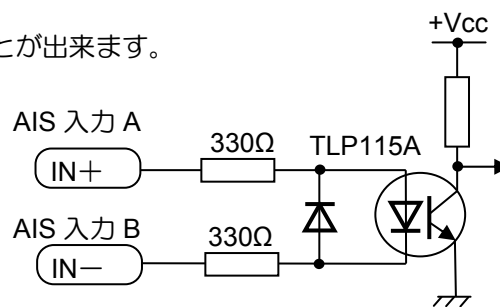 +Vcc
とが出来ます。
AIS 入力 A
330Ω
TLP115A
IN＋
AIS 入力 B
330Ω
IN－